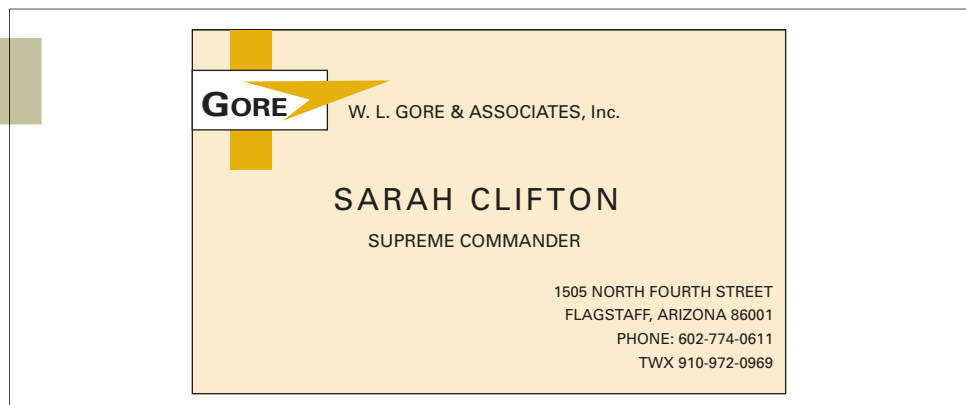 GORE
W. L. GORE & ASSOCIATES, Inc.
SARAH CLIFTON
SUPREME COMMANDER
1505 NORTH FOURTH STREET
FLAGSTAFF, ARIZONA 86001
PHONE: 602-774-0611
TWX 910-972-0969